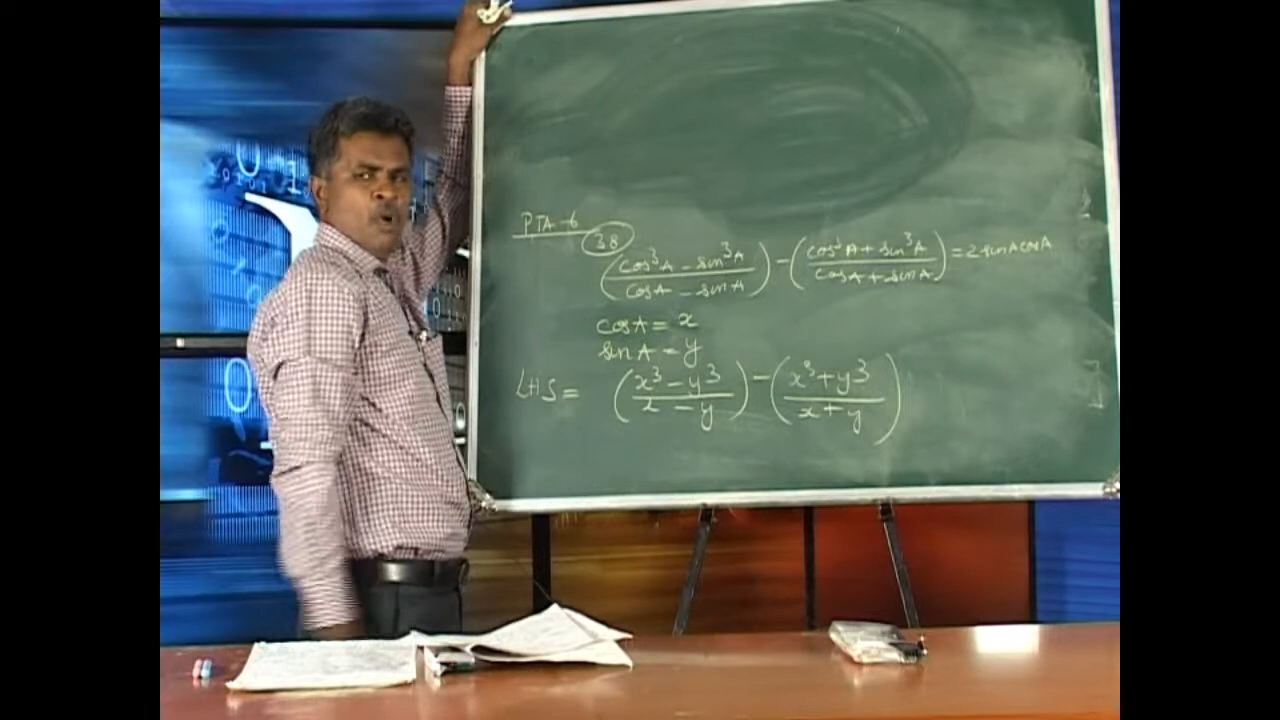 PTA-6
38
(cos³A - sin³A / cosA - sinA) - (cos³A + sin³A / cosA + sinA) = 2 sinA cosA
cosA = x
sinA = y
LHS = (x³ - y³ / x - y) - (x³ + y³ / x + y)